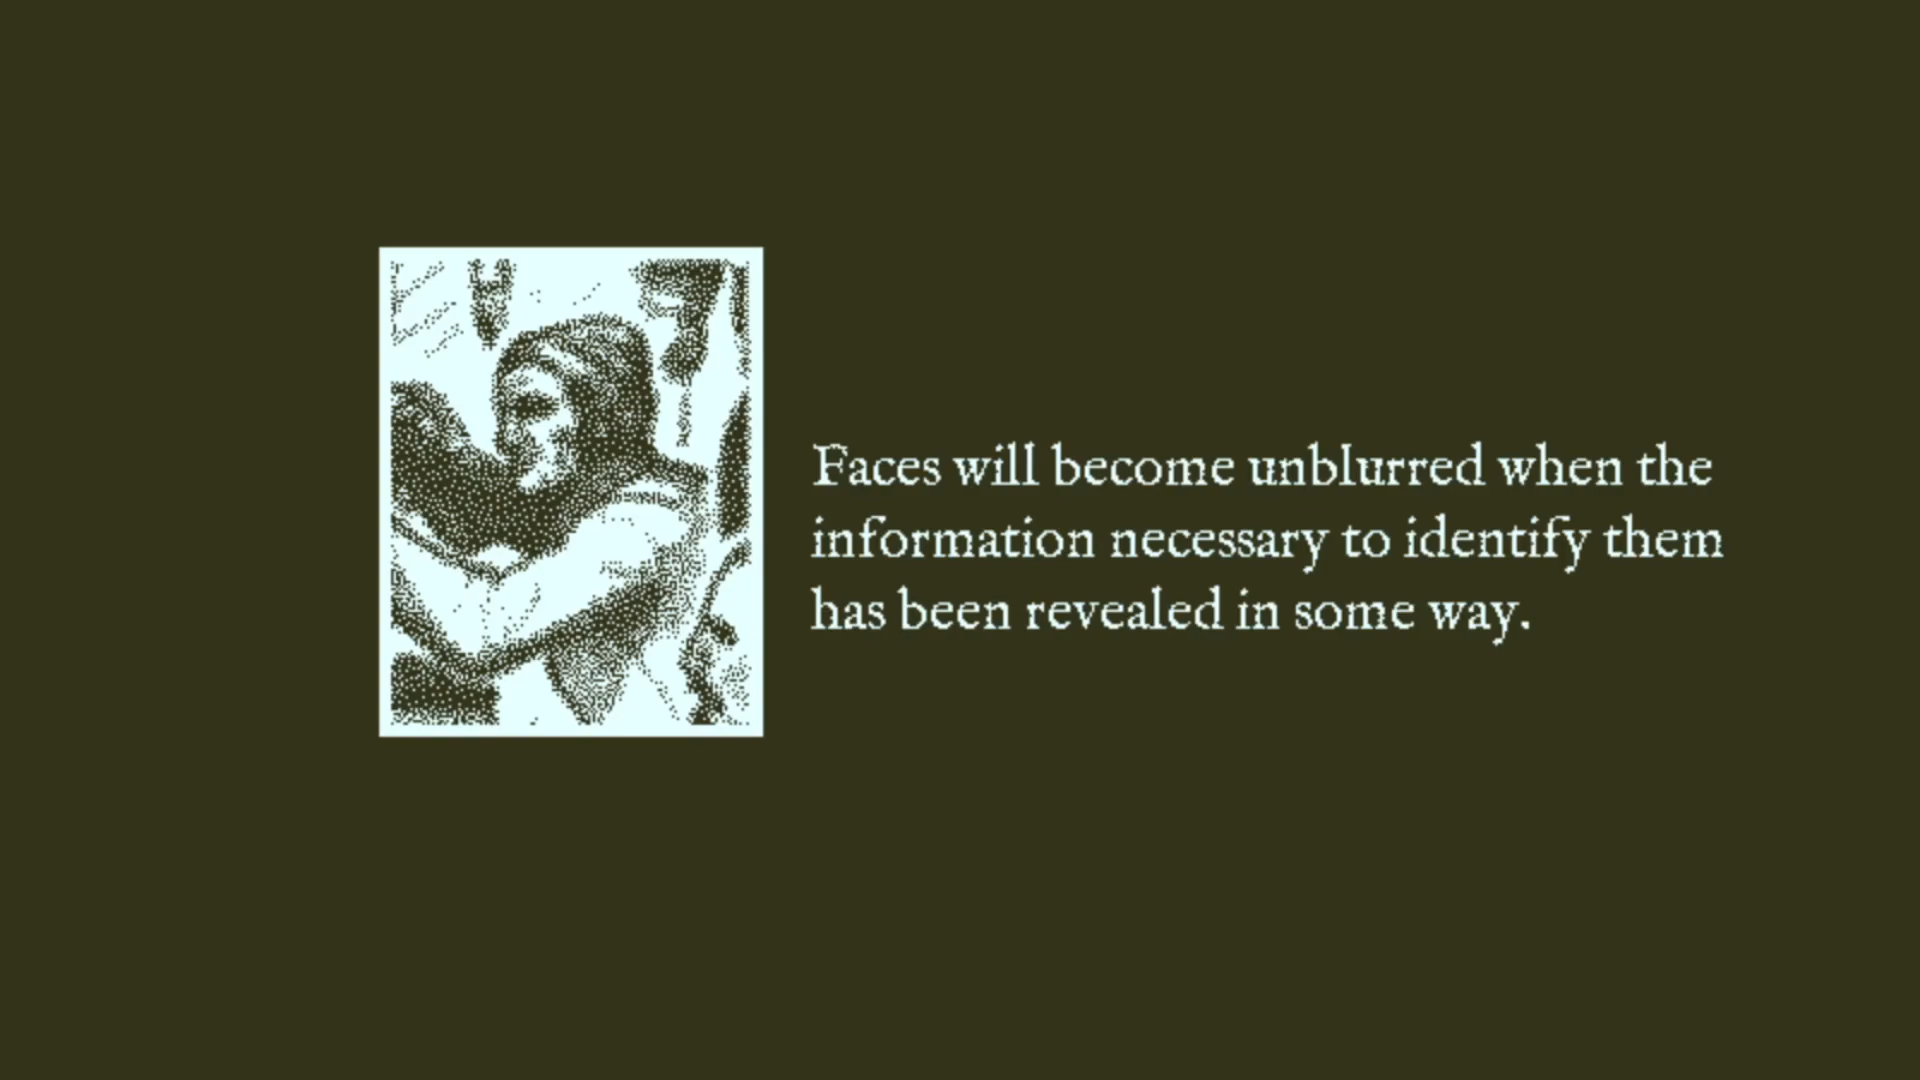 Faces will become unblurred when the
information necessary to identify them
has been revealed in some way.